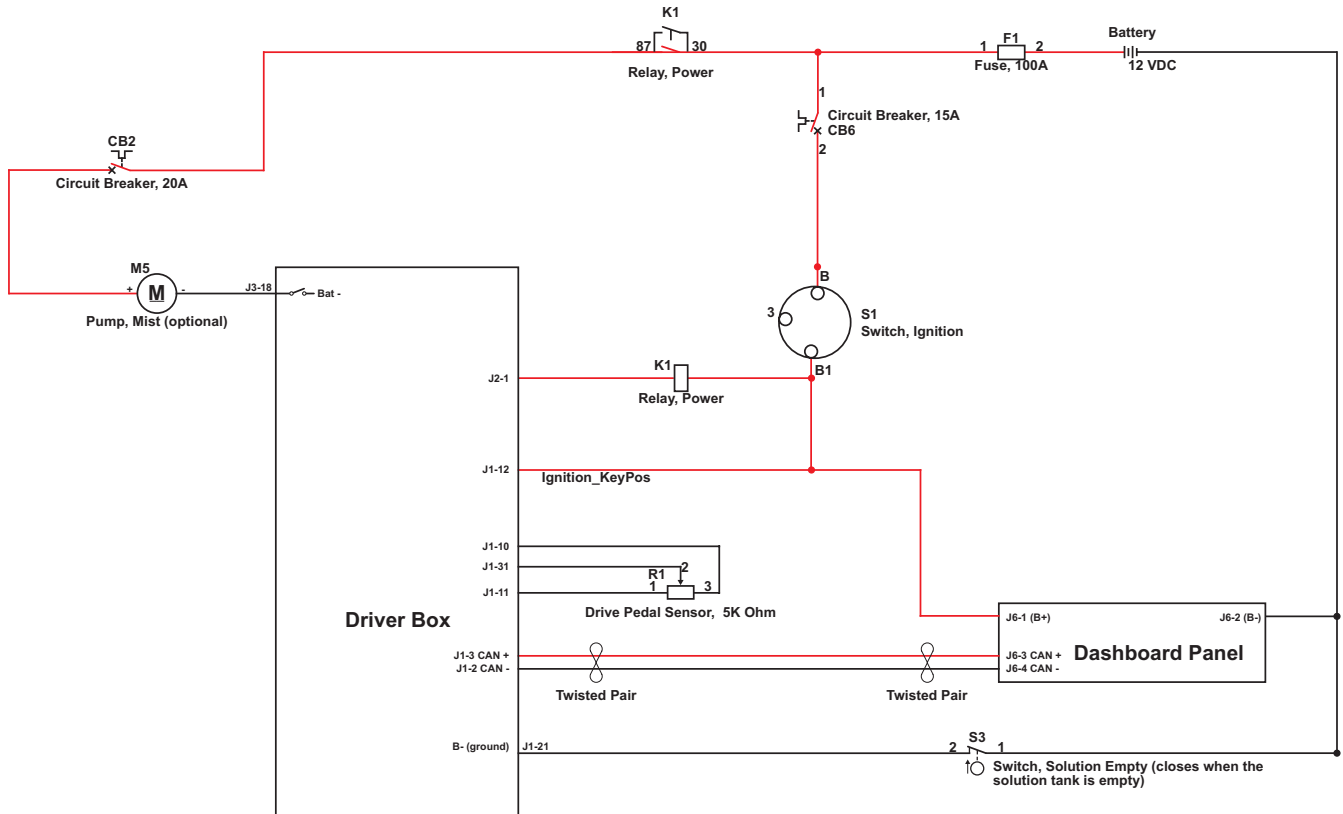 K1
87 30
Relay, Power
1 F1 2
Fuse, 100A
Battery
12 VDC
1
Circuit Breaker, 15A
CB6
2
CB2
Circuit Breaker, 20A
B
3
S1
Switch, Ignition
B1
M5
+ M -
Pump, Mist (optional)
J3-18
Bat -
J2-1
K1
Relay, Power
J1-12
Ignition_KeyPos
J1-10
J1-31
J1-11
R1
1 2 3
Drive Pedal Sensor, 5K Ohm
Driver Box
J1-3 CAN +
J1-2 CAN -
Twisted Pair
Twisted Pair
J6-1 (B+)
J6-2 (B-)
J6-3 CAN +
J6-4 CAN -
Dashboard Panel
B- (ground)
J1-21
2 S3 1
Switch, Solution Empty (closes when the
solution tank is empty)